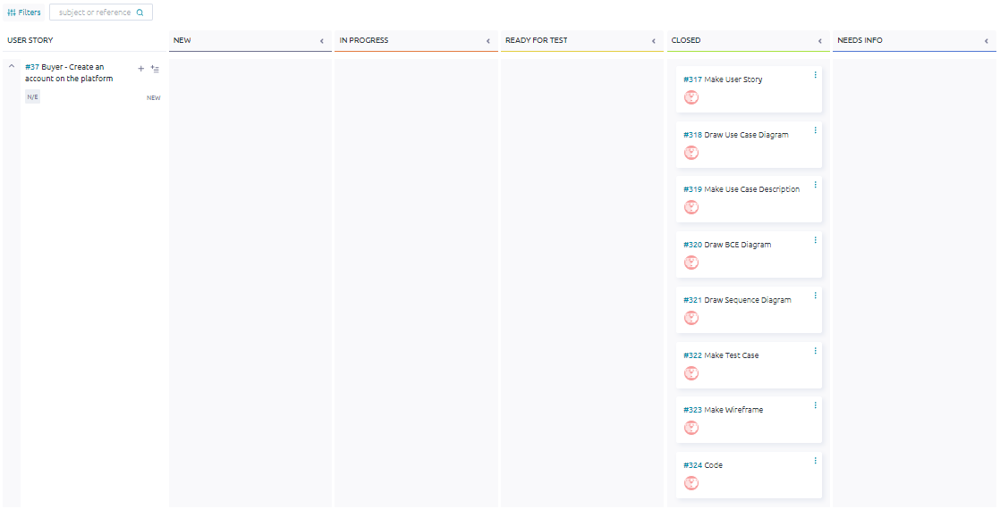 Filters
subject or reference
USER STORY
NEW
IN PROGRESS
READY FOR TEST
CLOSED
NEEDS INFO
#37 Buyer - Create an
account on the platform
N/E
NEW
#317 Make User Story
#318 Draw Use Case Diagram
#319 Make Use Case Description
#320 Draw BCE Diagram
#321 Draw Sequence Diagram
#322 Make Test Case
#323 Make Wireframe
#324 Code